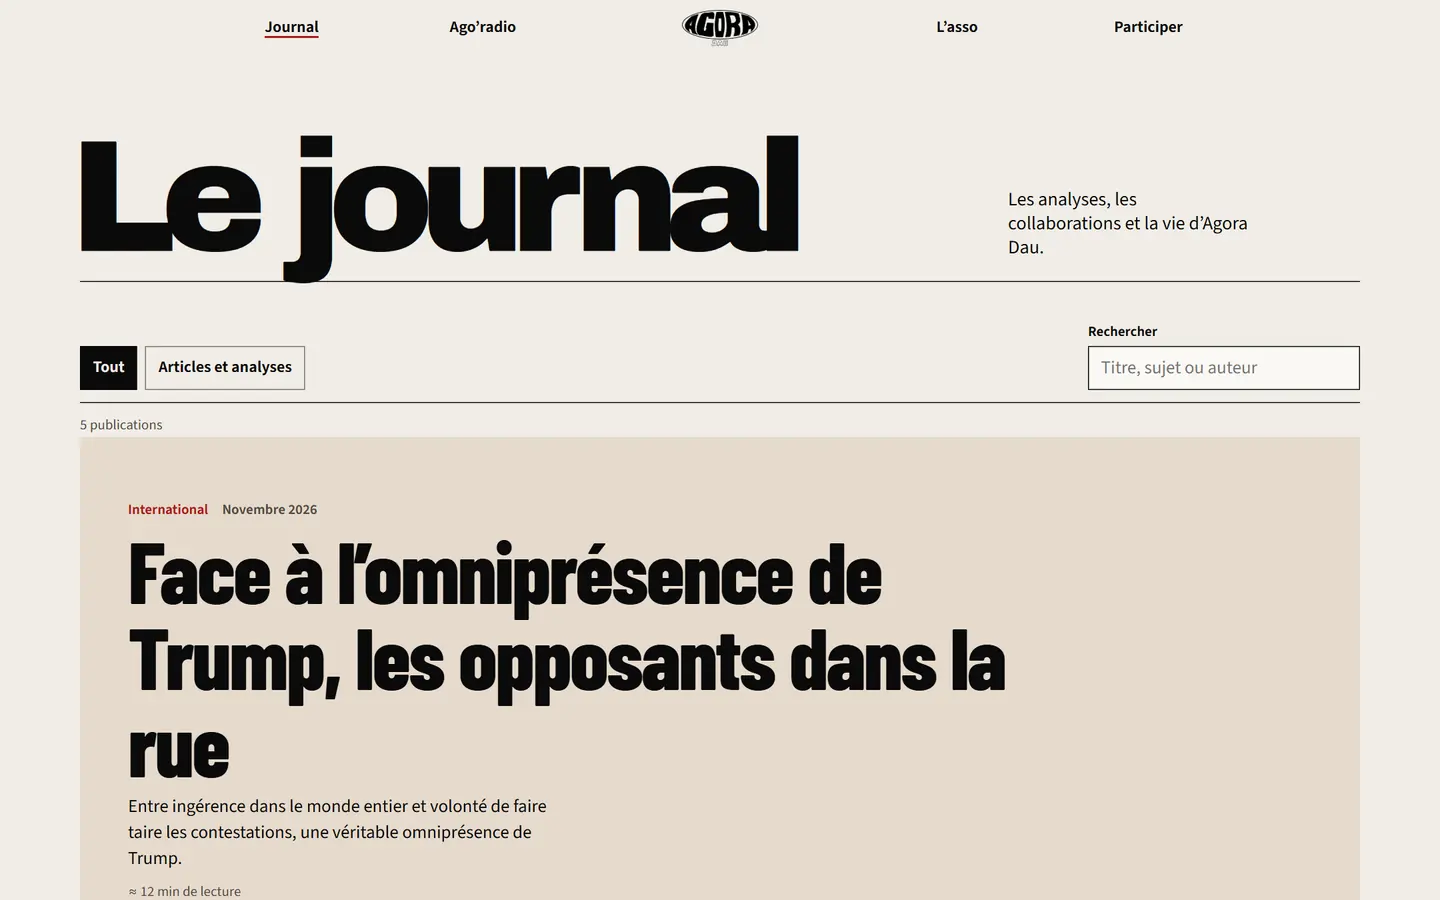 Journal
Ago’radio
AGORA
L’asso
Participer
Le journal
Les analyses, les
collaborations et la vie d’Agora
Dau.
Rechercher
Tout
Articles et analyses
Titre, sujet ou auteur
5 publications
International Novembre 2026
Face à l’omniprésence de
Trump, les opposants dans la
rue
Entre ingérence dans le monde entier et volonté de faire
taire les contestations, une véritable omniprésence de
Trump.
≈ 12 min de lecture